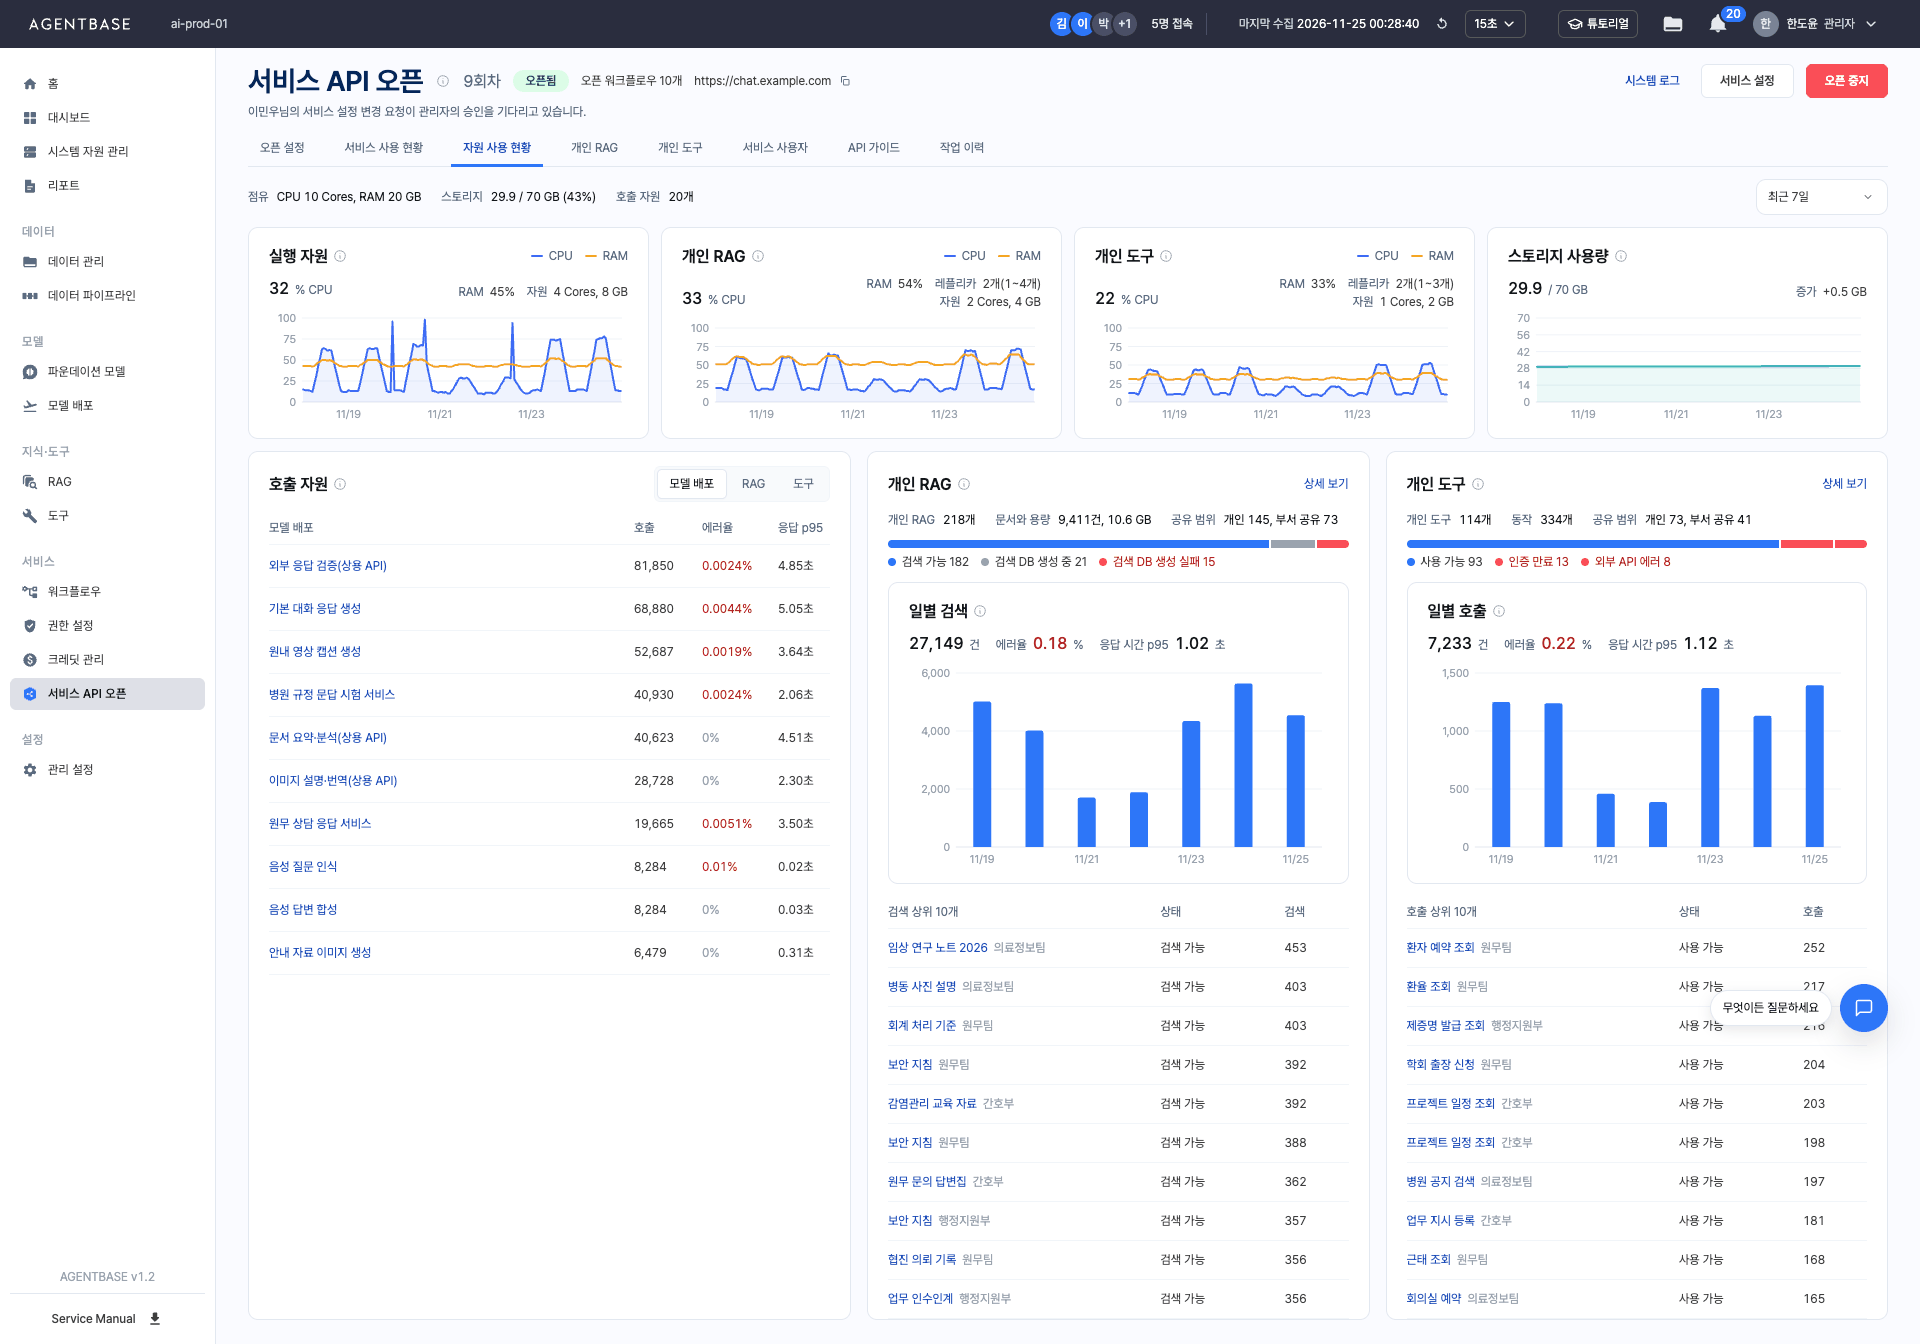 AGENTBASE
ai-prod-01
김 이 박 +1 5명 접속
마지막 수집 2026-11-25 00:28:40
15초
튜토리얼
20
한 한도윤 관리자
홈
대시보드
시스템 자원 관리
리포트
데이터
데이터 관리
데이터 파이프라인
모델
파운데이션 모델
모델 배포
지식·도구
RAG
도구
서비스
워크플로우
권한 설정
크레딧 관리
서비스 API 오픈
설정
관리 설정
AGENTBASE v1.2
Service Manual
서비스 API 오픈 9회차 오픈됨 오픈 워크플로우 10개 https://chat.example.com
시스템 로그 서비스 설정 오픈 중지
이민우님의 서비스 설정 변경 요청이 관리자의 승인을 기다리고 있습니다.
오픈 설정 서비스 사용 현황 자원 사용 현황 개인 RAG 개인 도구 서비스 사용자 API 가이드 작업 이력
점유 CPU 10 Cores, RAM 20 GB 스토리지 29.9 / 70 GB (43%) 호출 자원 20개
최근 7일
실행 자원 CPU RAM
32 % CPU RAM 45% 자원 4 Cores, 8 GB
100
75
50
25
0
11/19 11/21 11/23
개인 RAG CPU RAM
RAM 54% 레플리카 2개(1~4개)
33 % CPU 자원 2 Cores, 4 GB
100
75
50
25
0
11/19 11/21 11/23
개인 도구 CPU RAM
RAM 33% 레플리카 2개(1~3개)
22 % CPU 자원 1 Cores, 2 GB
100
75
50
25
0
11/19 11/21 11/23
스토리지 사용량
29.9 / 70 GB 증가 +0.5 GB
70
56
42
28
14
0
11/19 11/21 11/23
호출 자원 모델 배포 RAG 도구
모델 배포 호출 에러율 응답 p95
외부 응답 검증(상용 API) 81,850 0.0024% 4.85초
기본 대화 응답 생성 68,880 0.0044% 5.05초
원내 영상 캡션 생성 52,687 0.0019% 3.64초
병원 규정 문답 시험 서비스 40,930 0.0024% 2.06초
문서 요약·분석(상용 API) 40,623 0% 4.51초
이미지 설명·번역(상용 API) 28,728 0% 2.30초
원무 상담 응답 서비스 19,665 0.0051% 3.50초
음성 질문 인식 8,284 0.01% 0.02초
음성 답변 합성 8,284 0% 0.03초
안내 자료 이미지 생성 6,479 0% 0.31초
개인 RAG 상세 보기
개인 RAG 218개 문서와 용량 9,411건, 10.6 GB 공유 범위 개인 145, 부서 공유 73
검색 가능 182 검색 DB 생성 중 21 검색 DB 생성 실패 15
일별 검색
27,149 건 에러율 0.18 % 응답 시간 p95 1.02 초
6,000
4,000
2,000
0
11/19 11/21 11/23 11/25
검색 상위 10개 상태 검색
임상 연구 노트 2026 의료정보팀 검색 가능 453
병동 사진 설명 의료정보팀 검색 가능 403
회계 처리 기준 원무팀 검색 가능 403
보안 지침 원무팀 검색 가능 392
감염관리 교육 자료 간호부 검색 가능 392
보안 지침 원무팀 검색 가능 388
원무 문의 답변집 간호부 검색 가능 362
보안 지침 행정지원부 검색 가능 357
협진 의뢰 기록 원무팀 검색 가능 356
업무 인수인계 행정지원부 검색 가능 356
개인 도구 상세 보기
개인 도구 114개 동작 334개 공유 범위 개인 73, 부서 공유 41
사용 가능 93 인증 만료 13 외부 API 에러 8
일별 호출
7,233 건 에러율 0.22 % 응답 시간 p95 1.12 초
1,500
1,000
500
0
11/19 11/21 11/23 11/25
호출 상위 10개 상태 호출
환자 예약 조회 원무팀 사용 가능 252
환율 조회 원무팀 사용 가능 217
제증명 발급 조회 행정지원부 사용 가능
학회 출장 신청 원무팀 사용 가능 204
프로젝트 일정 조회 간호부 사용 가능 203
프로젝트 일정 조회 간호부 사용 가능 198
병원 공지 검색 의료정보팀 사용 가능 197
업무 지시 등록 간호부 사용 가능 181
근태 조회 원무팀 사용 가능 168
회의실 예약 의료정보팀 사용 가능 165
무엇이든 질문하세요